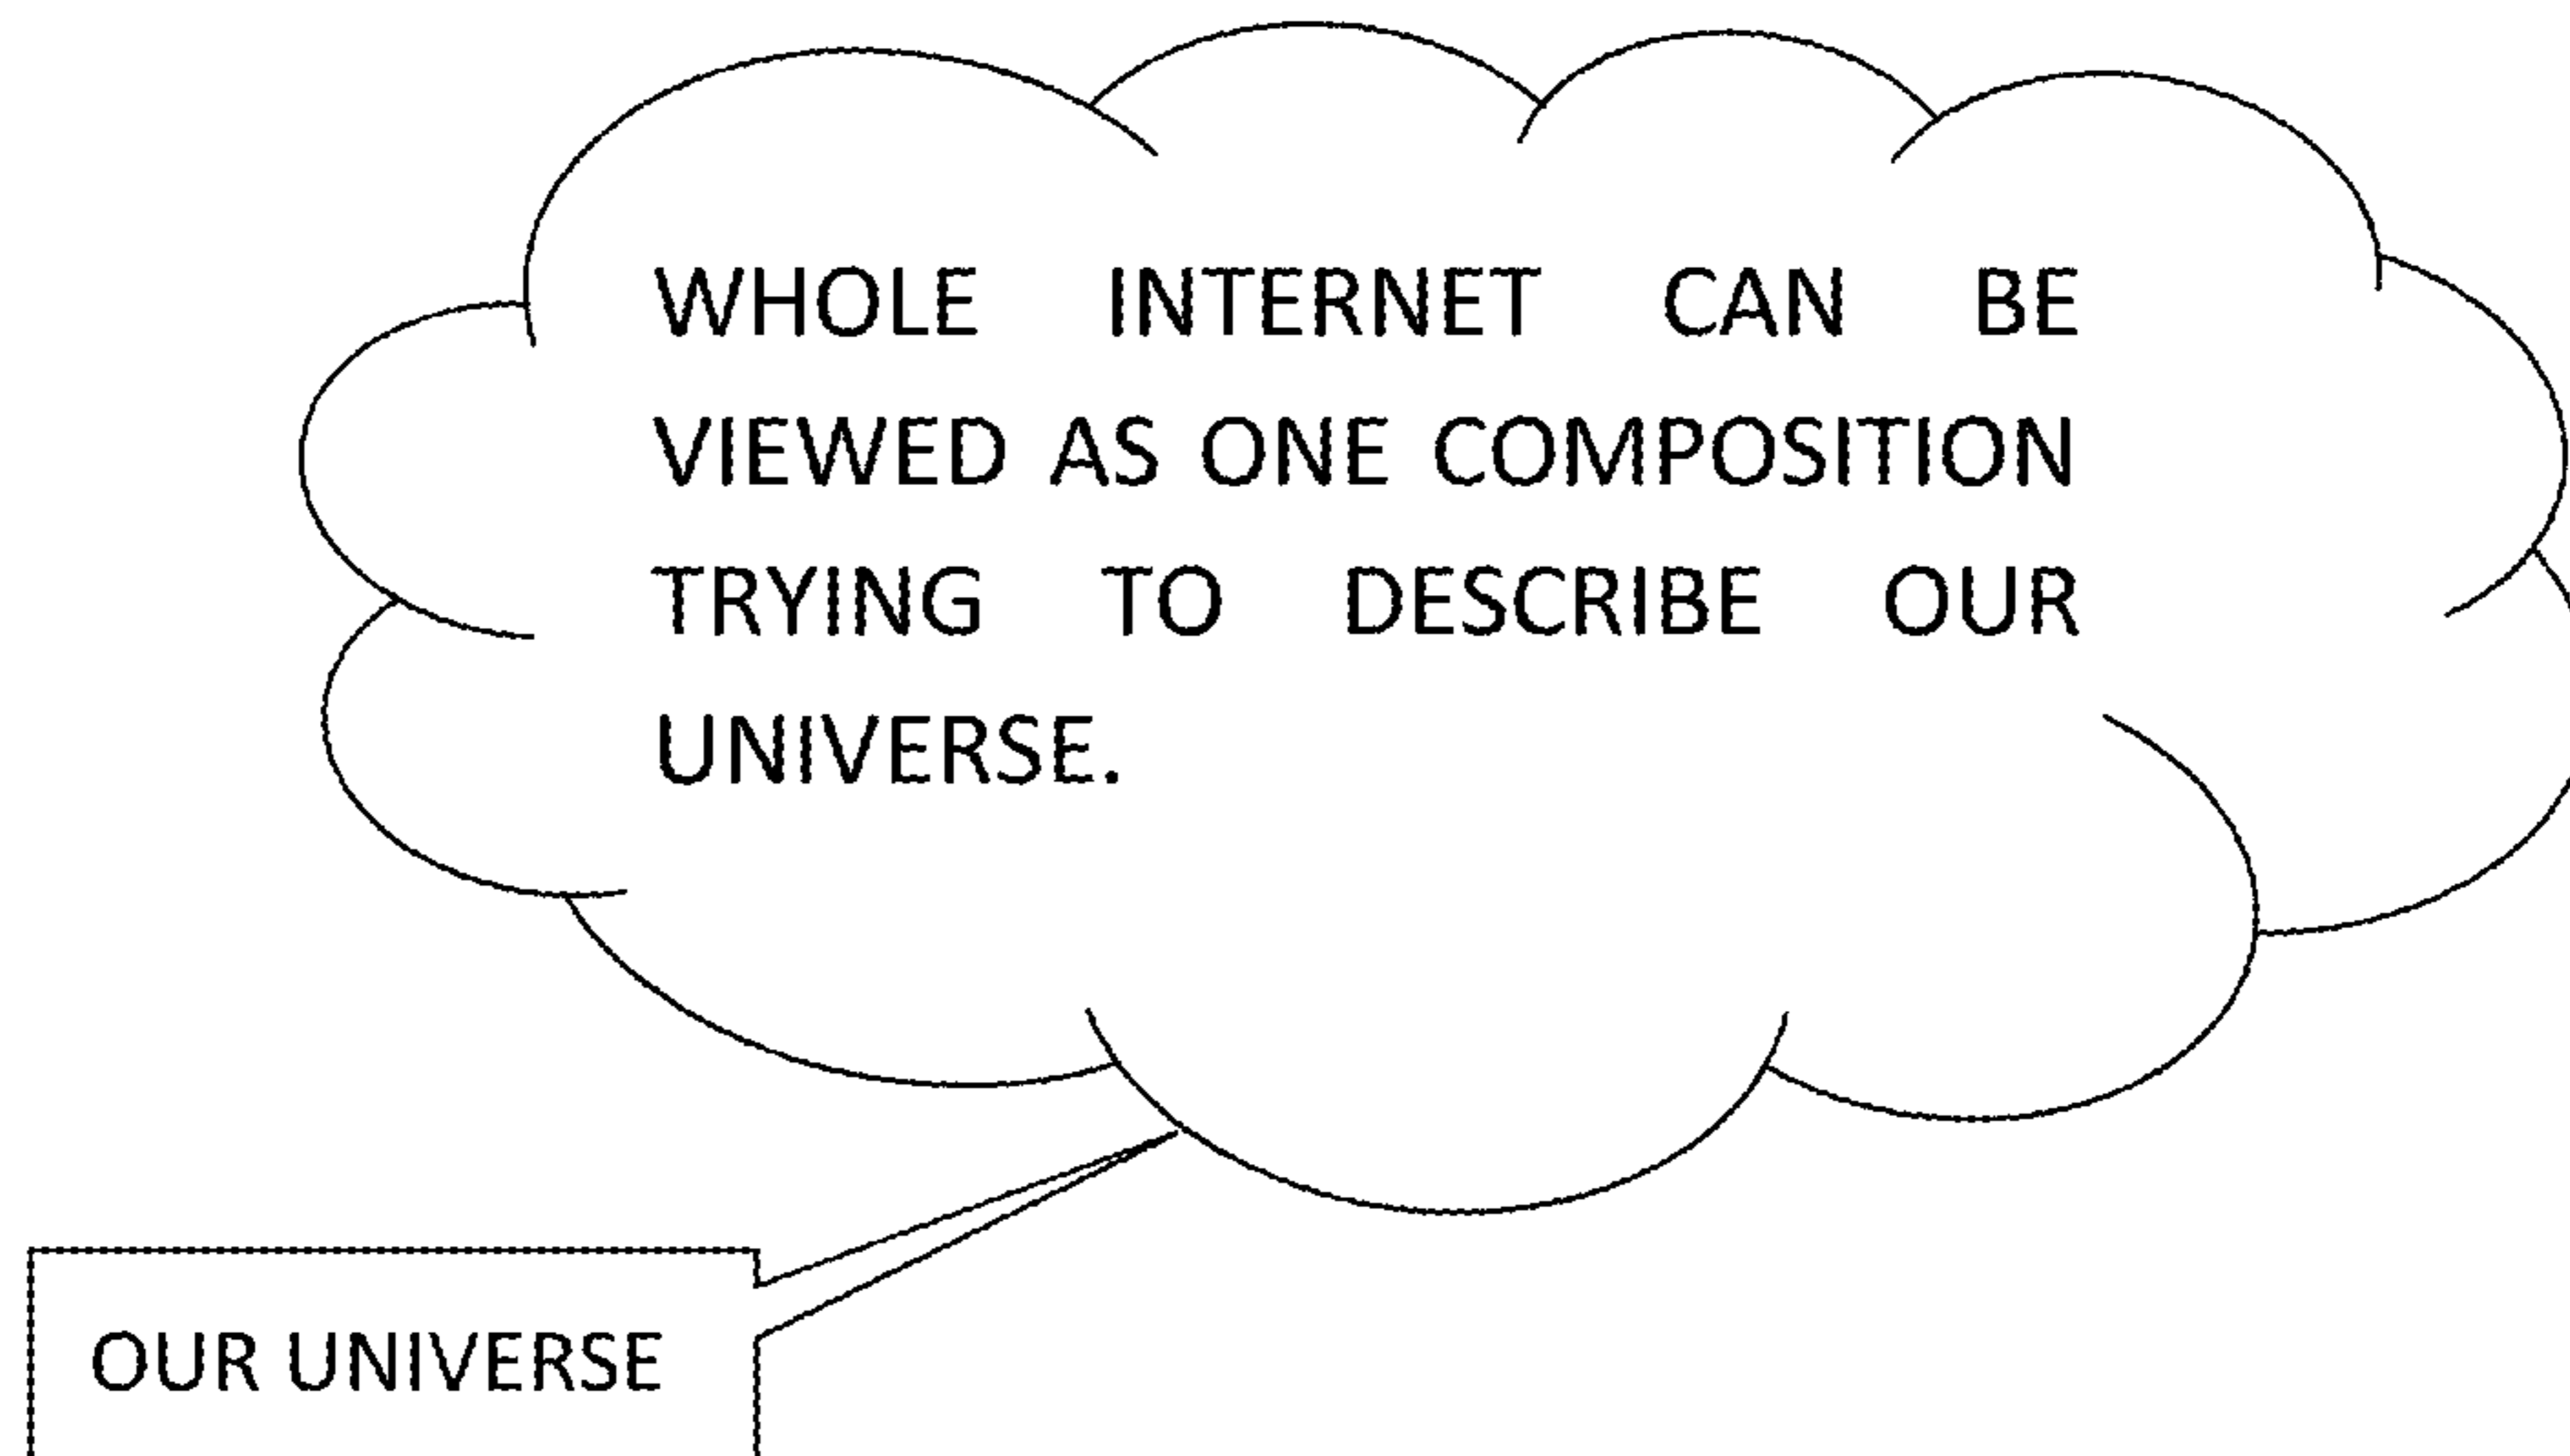 WHOLE INTERNET CAN BE
VIEWED AS ONE COMPOSITION
TRYING TO DESCRIBE OUR
UNIVERSE.
OUR UNIVERSE